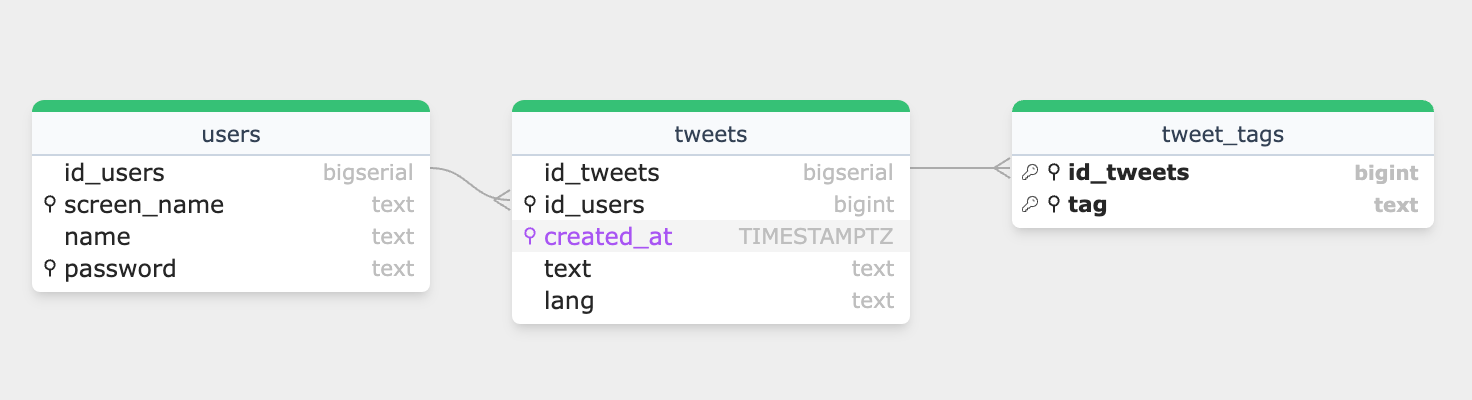 users
id_users bigserial
screen_name text
name text
password text
tweets
id_tweets bigserial
id_users bigint
created_at TIMESTAMPTZ
text text
lang text
tweet_tags
id_tweets bigint
tag text